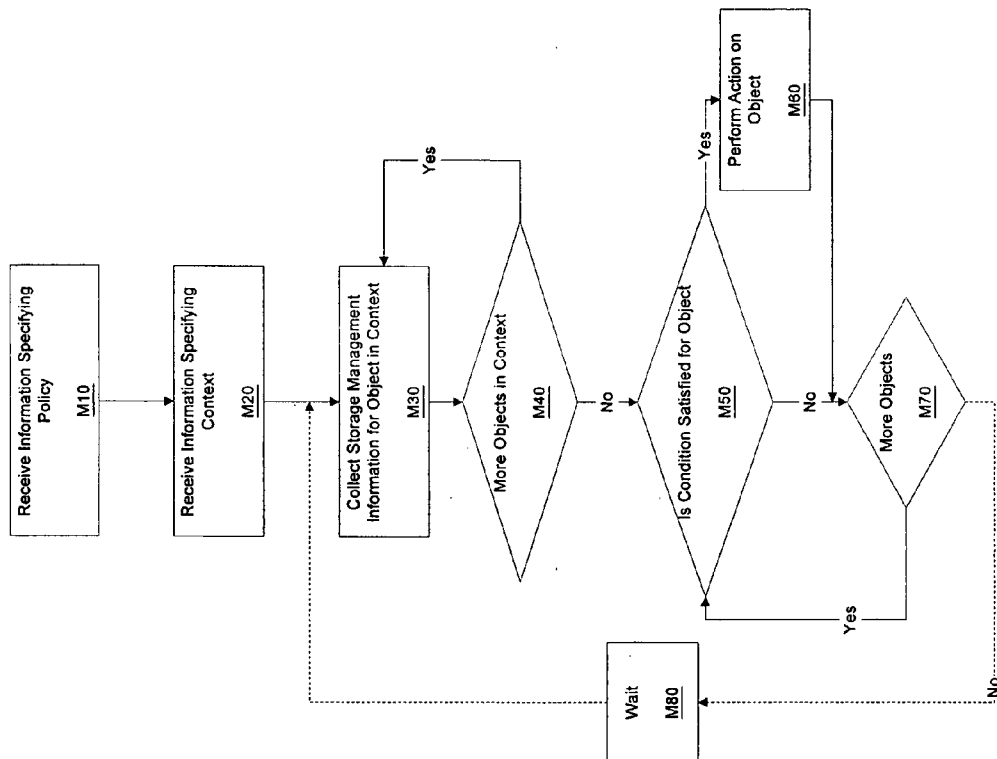 Receive Information Specifying
Policy
M10
Receive Information Specifying
Context
M20
Collect Storage Management
Information for Object in Context
M30
Yes
More Objects in Context
M40
No
Is Condition Satisfied for Object
M50
Yes
Perform Action on
Object
M60
No
More Objects
M70
Yes
No
Wait
M80